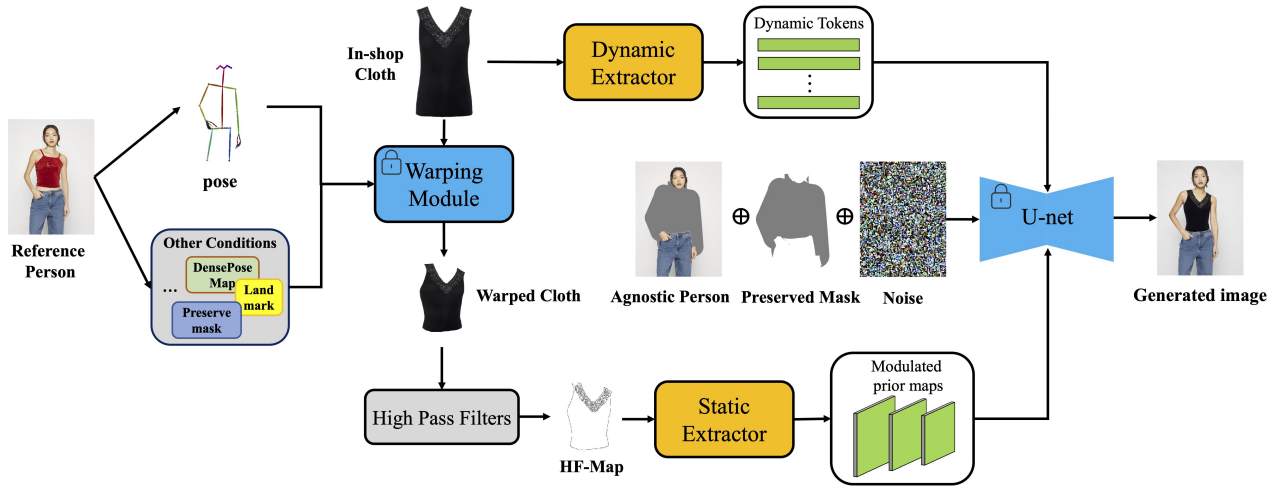 In-shop
Cloth
Dynamic
Extractor
Dynamic Tokens
pose
Warping
Module
Reference
Person
Other Conditions
...
DensePose
Map
Land
mark
Preserve
mask
Warped Cloth
Agnostic Person
Preserved Mask
Noise
U-net
Generated image
High Pass Filters
HF-Map
Static
Extractor
Modulated
prior maps